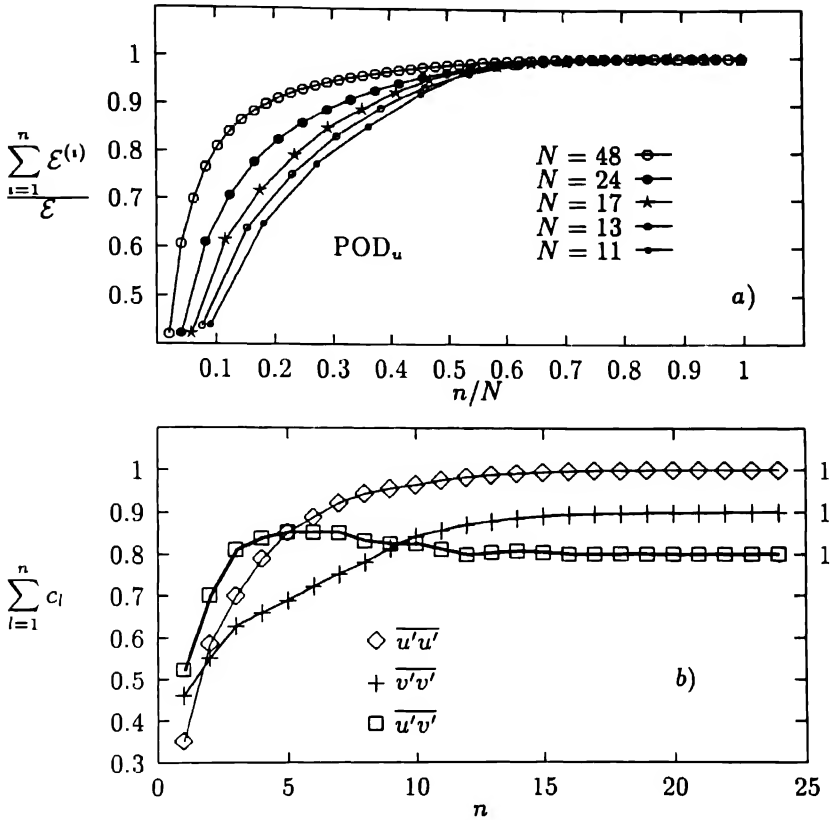 1
0.9
0.8
0.7
0.6
0.5
n
∑ ℰ^(ı)
ı=1
ℰ
N = 48
N = 24
N = 17
N = 13
N = 11
POD_u
a)
0.1 0.2 0.3 0.4 0.5 0.6 0.7 0.8 0.9 1
n/N
1
0.9
0.8
0.7
0.6
0.5
0.4
0.3
n
∑ c_l
l=1
1
1
1
u'u'
v'v'
u'v'
b)
0 5 10 15 20 25
n